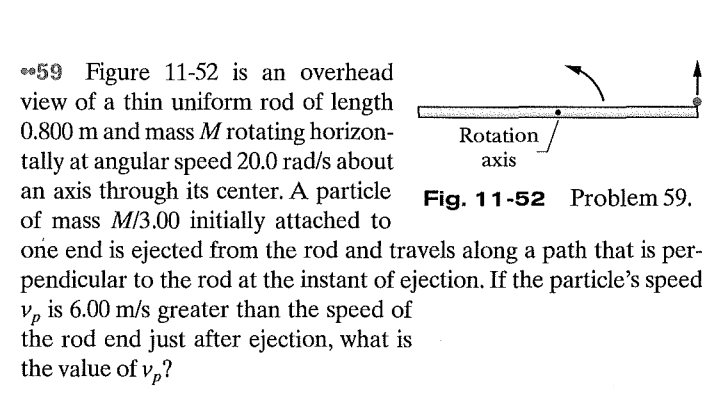 ••59 Figure 11-52 is an overhead
view of a thin uniform rod of length
0.800 m and mass M rotating horizon-
tally at angular speed 20.0 rad/s about
an axis through its center. A particle
of mass M/3.00 initially attached to
one end is ejected from the rod and travels along a path that is per-
pendicular to the rod at the instant of ejection. If the particle's speed
vp is 6.00 m/s greater than the speed of
the rod end just after ejection, what is
the value of vp?
Rotation
axis
Fig. 11-52 Problem 59.